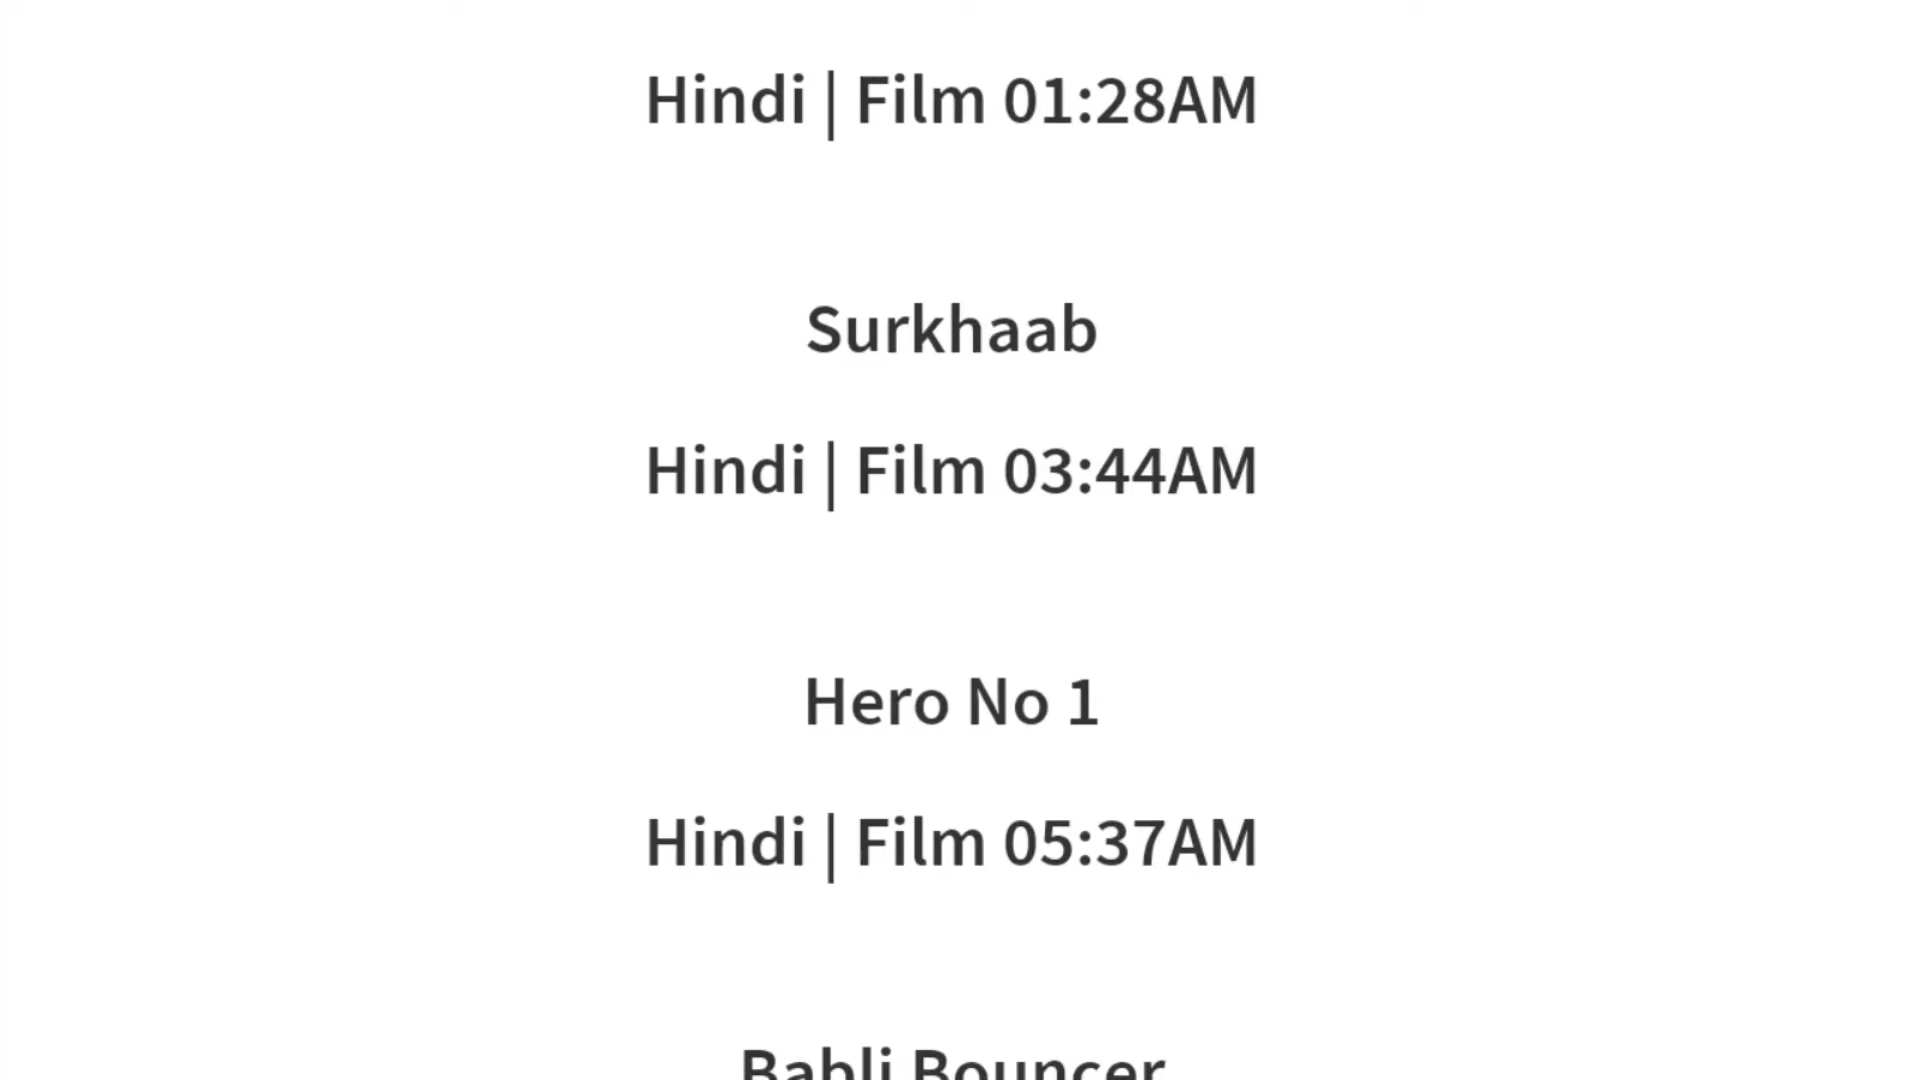 Hindi | Film 01:28AM
Surkhaab
Hindi | Film 03:44AM
Hero No 1
Hindi | Film 05:37AM
Babli Bouncer